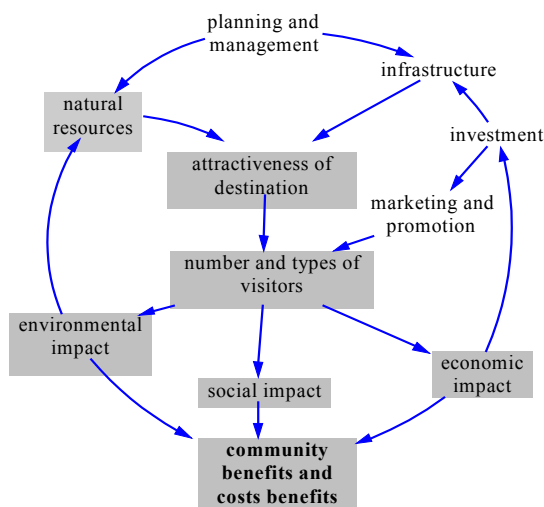 planning and
management
infrastructure
natural
resources
investment
attractiveness of
destination
marketing and
promotion
number and types of
visitors
environmental
impact
economic
impact
social impact
community
benefits and
costs benefits